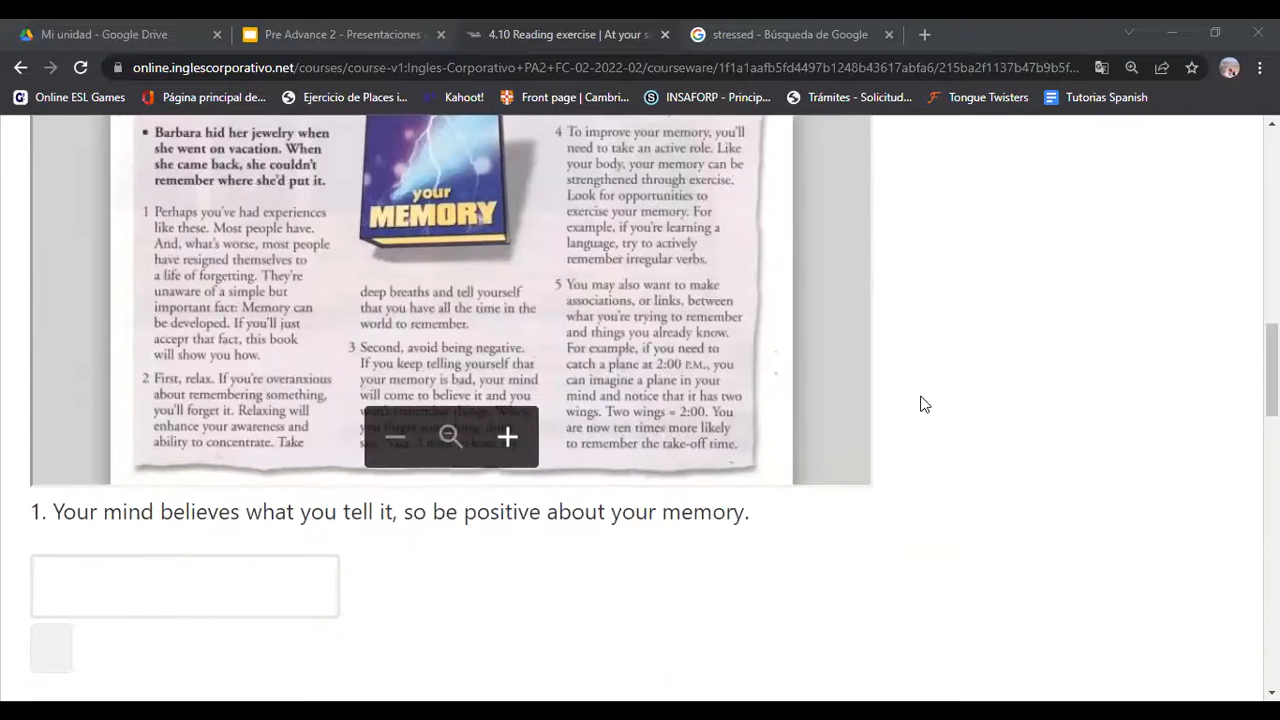 Mi unidad - Google Drive
Pre Advance 2 - Presentaciones
4.10 Reading exercise | At your s
stressed - Búsqueda de Google
online.inglescorporativo.net/courses/course-v1:Ingles-Corporativo+PA2+FC-02-2022-02/courseware/1f1a1aafb5fd4497b1248b43617abfa6/215ba2f1137b47b9b5f...
Online ESL Games
Página principal de...
Ejercicio de Places i...
Kahoot!
Front page | Cambri...
INSAFORP - Princip...
Trámites - Solicitud...
Tongue Twisters
Tutorias Spanish
▪ Barbara hid her jewelry when
she went on vacation. When
she came back, she couldn't
remember where she'd put it.
1 Perhaps you've had experiences
like these. Most people have.
And, what's worse, most people
have resigned themselves to
a life of forgetting. They're
unaware of a simple but
important fact: Memory can
be developed. If you'll just
accept that fact, this book
will show you how.
2 First, relax. If you're overanxious
about remembering something,
you'll forget it. Relaxing will
enhance your awareness and
ability to concentrate. Take
your
MEMORY
deep breaths and tell yourself
that you have all the time in the
world to remember.
3 Second, avoid being negative.
If you keep telling yourself that
your memory is bad, your mind
will come to believe it and you
4 To improve your memory, you'll
need to take an active role. Like
your body, your memory can be
strengthened through exercise.
Look for opportunities to
exercise your memory. For
example, if you're learning a
language, try to actively
remember irregular verbs.
5 You may also want to make
associations, or links, between
what you're trying to remember
and things you already know.
For example, if you need to
catch a plane at 2:00 P.M., you
can imagine a plane in your
mind and notice that it has two
wings. Two wings = 2:00. You
are now ten times more likely
to remember the take-off time.
1. Your mind believes what you tell it, so be positive about your memory.